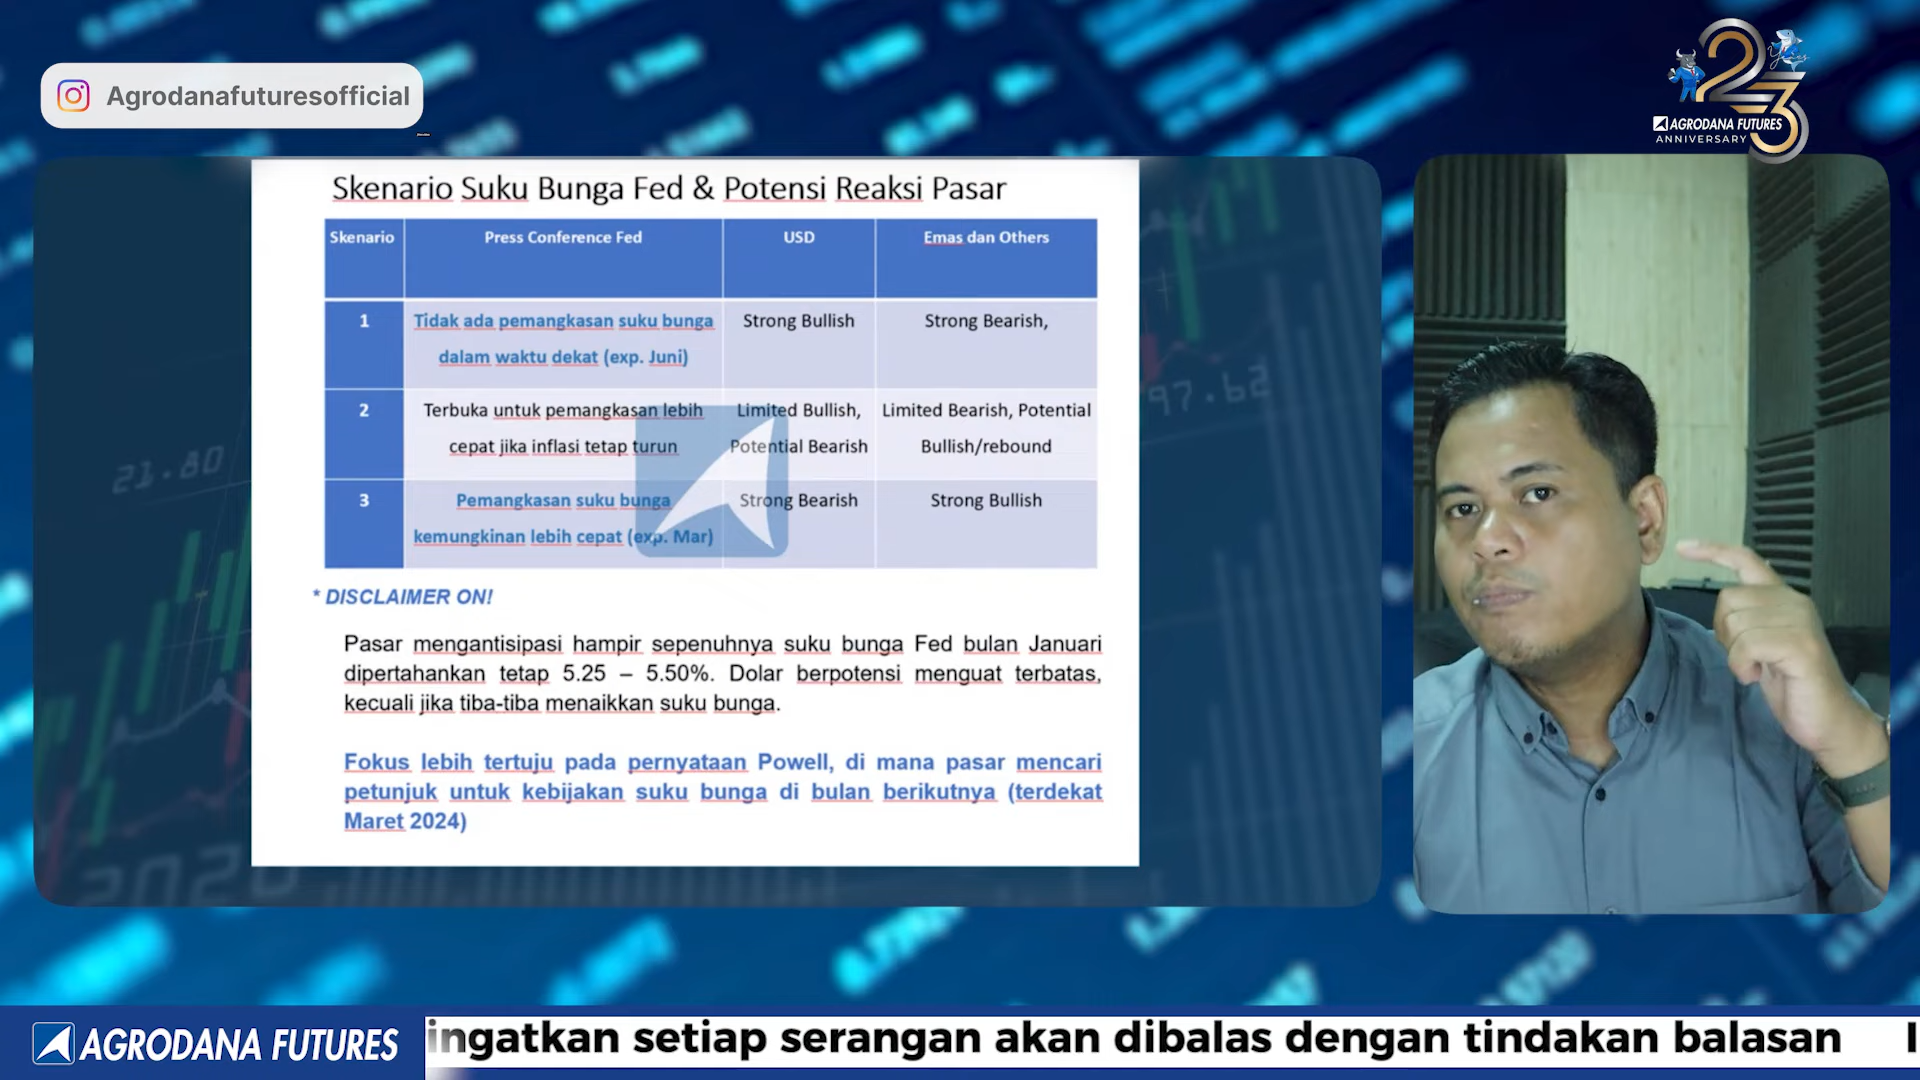 Agrodanafuturesofficial
23
Years
AGRODANA FUTURES
ANNIVERSARY
Skenario Suku Bunga Fed & Potensi Reaksi Pasar
Skenario
Press Conference Fed
USD
Emas dan Others
1
Tidak ada pemangkasan suku bunga
dalam waktu dekat (exp. Juni)
Strong Bullish
Strong Bearish,
2
Terbuka untuk pemangkasan lebih
cepat jika inflasi tetap turun
Limited Bullish,
Potential Bearish
Limited Bearish, Potential
Bullish/rebound
3
Pemangkasan suku bunga
kemungkinan lebih cepat (exp. Mar)
Strong Bearish
Strong Bullish
* DISCLAIMER ON!
Pasar mengantisipasi hampir sepenuhnya suku bunga Fed bulan Januari
dipertahankan tetap 5.25 – 5.50%. Dolar berpotensi menguat terbatas,
kecuali jika tiba-tiba menaikkan suku bunga.
Fokus lebih tertuju pada pernyataan Powell, di mana pasar mencari
petunjuk untuk kebijakan suku bunga di bulan berikutnya (terdekat
Maret 2024)
21.80
97.62
AGRODANA FUTURES
ingatkan setiap serangan akan dibalas dengan tindakan balasan